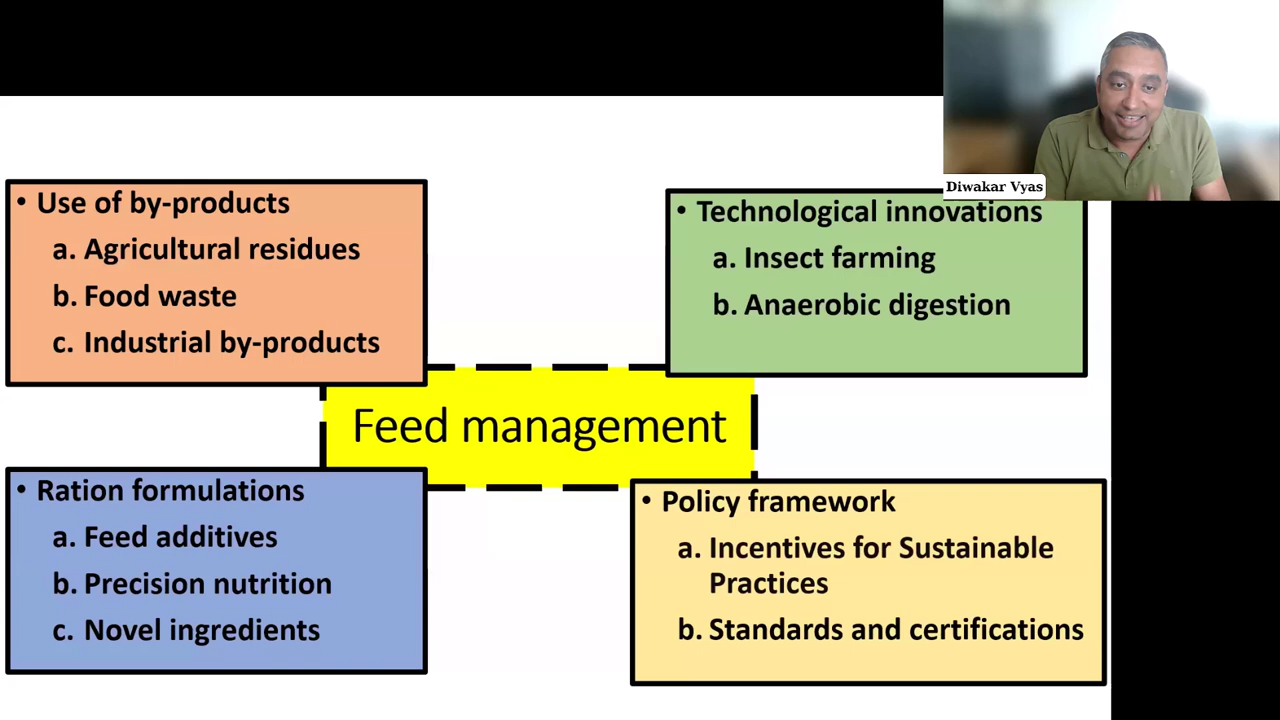 Diwakar Vyas
• Use of by-products
a. Agricultural residues
b. Food waste
c. Industrial by-products
• Technological innovations
a. Insect farming
b. Anaerobic digestion
Feed management
• Ration formulations
a. Feed additives
b. Precision nutrition
c. Novel ingredients
• Policy framework
a. Incentives for Sustainable
Practices
b. Standards and certifications